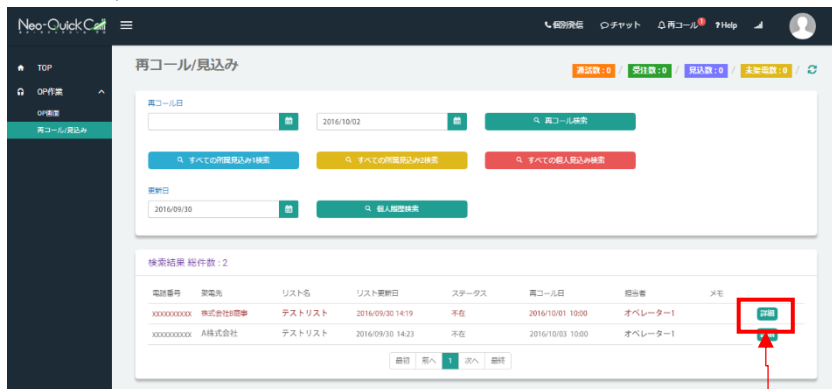 Neo-QuickCall
個別発信 チャット 再コール ?Help
TOP
OP作業
OP画面
再コール/見込み
再コール/見込み
通話数:0 / 受注数:0 / 見込数:0 / 未架電数:0 /
再コール日
2016/10/02 再コール検索
すべての所属見込み1検索 すべての所属見込み2検索 すべての個人見込み検索
更新日
2016/09/30 個人履歴検索
検索結果 総件数 : 2
電話番号 架電先 リスト名 リスト更新日 ステータス 再コール日 担当者 メモ
xxxxxxxxxx 株式会社B商事 テストリスト 2016/09/30 14:19 不在 2016/10/01 10:00 オペレーター1 詳細
xxxxxxxxxx A株式会社 テストリスト 2016/09/30 14:23 不在 2016/10/03 10:00 オペレーター1
最初 前へ 1 次へ 最終